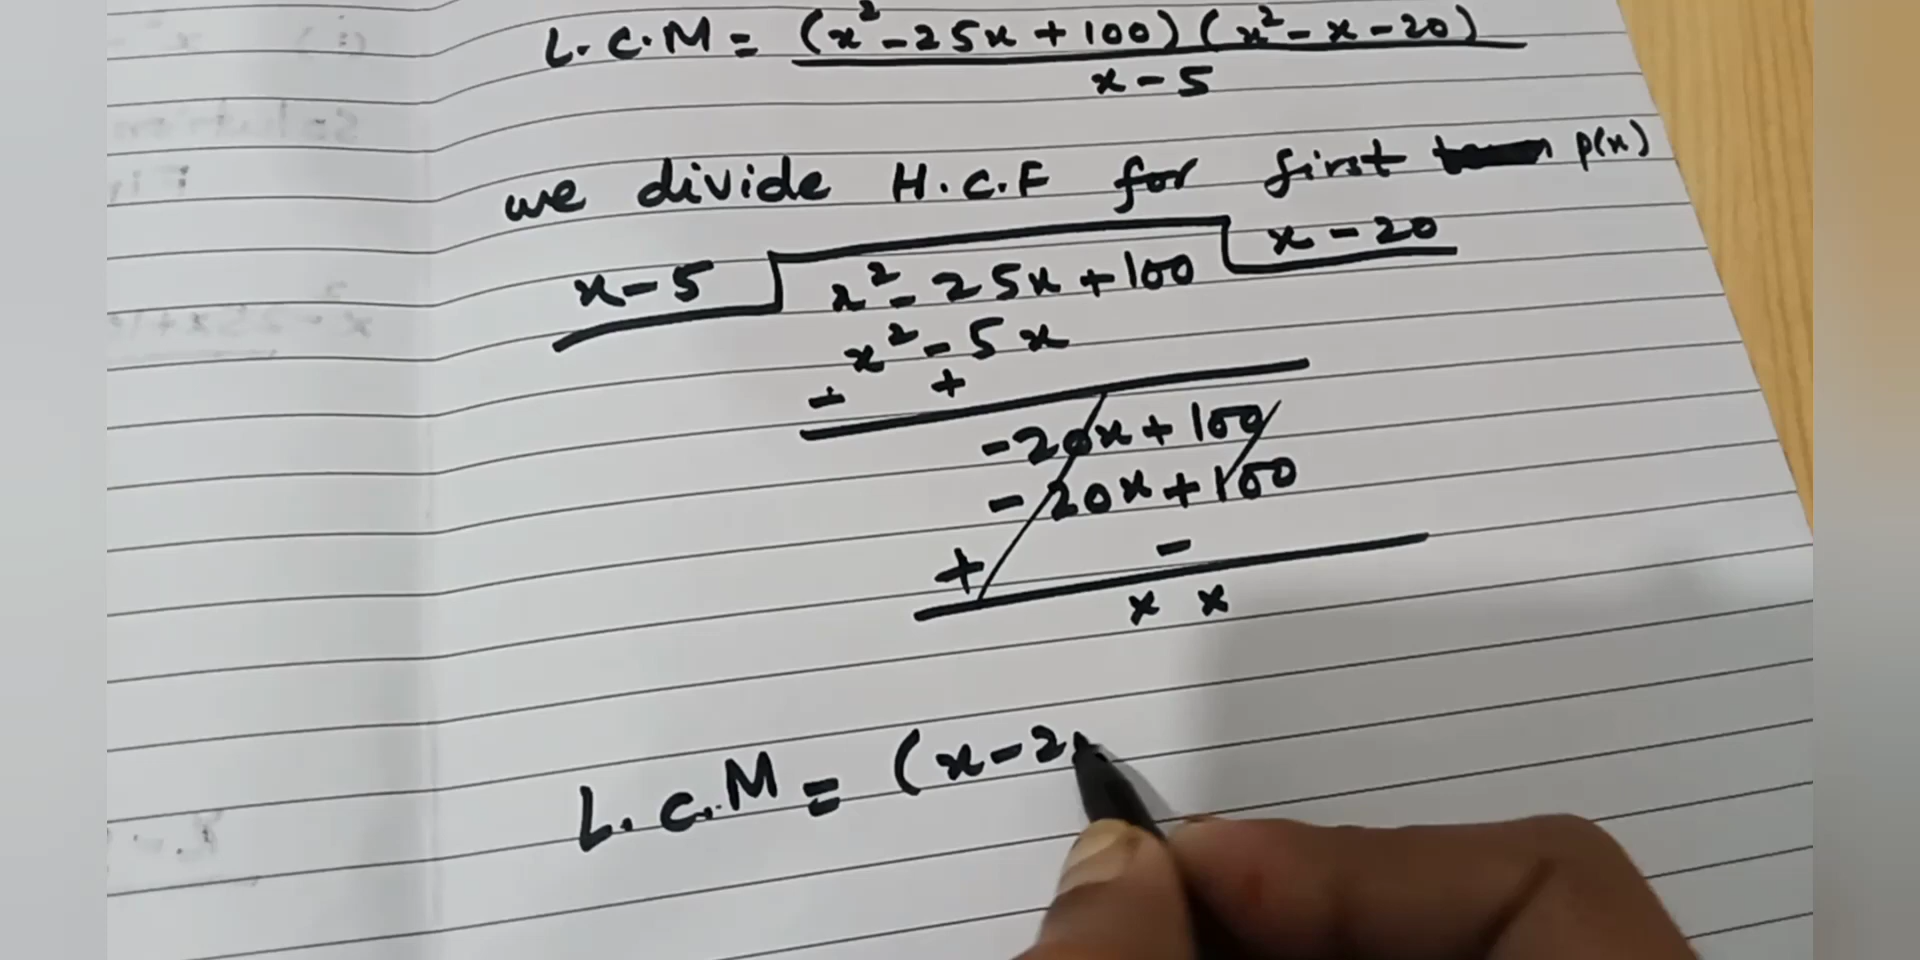 L.C.M = (x² - 25x + 100) (x² - x - 20)
x - 5
we divide H.C.F for first p(x)
x - 5 x² - 25x + 100 x - 20
x² - 5x
- +
- 20x + 100
- 20x + 100
+ -
x x
L.C.M = (x - 2